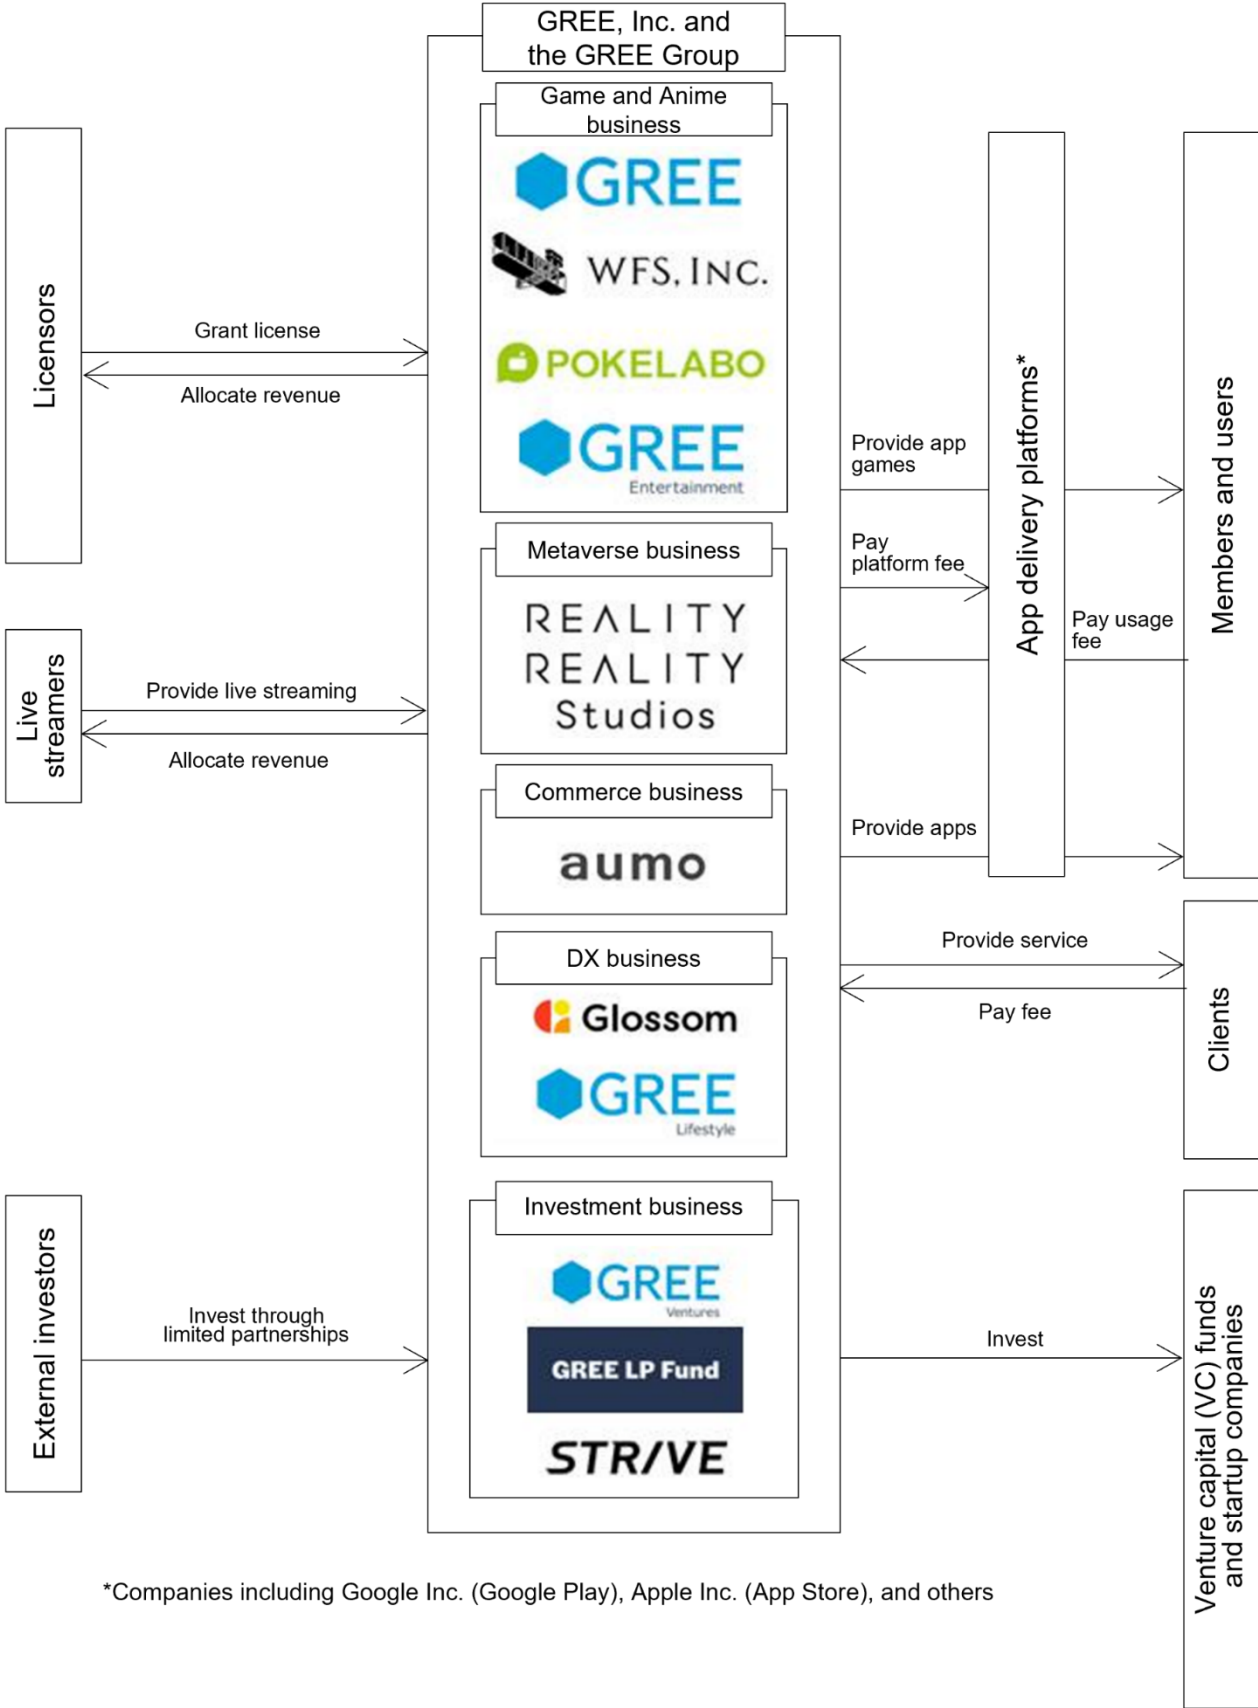 GREE, Inc. and
the GREE Group
Game and Anime
business
GREE
WFS, INC.
POKELABO
GREE
Entertainment
Metaverse business
REALITY
REALITY
Studios
Commerce business
aumo
DX business
Glossom
GREE
Lifestyle
Investment business
GREE
Ventures
GREE LP Fund
STRIVE
Licensors
Grant license
Allocate revenue
Live
streamers
Provide live streaming
Allocate revenue
External investors
Invest through
limited partnerships
Provide app
games
Pay
platform fee
App delivery platforms*
Pay usage
fee
Provide apps
Members and users
Provide service
Pay fee
Clients
Invest
Venture capital (VC) funds
and startup companies
*Companies including Google Inc. (Google Play), Apple Inc. (App Store), and others